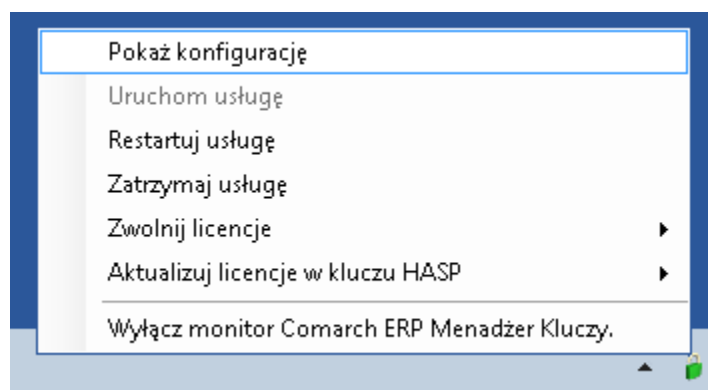 Pokaż konfigurację
Uruchom usługę
Restartuj usługę
Zatrzymaj usługę
Zwolnij licencje
Aktualizuj licencje w kluczu HASP
Wyłącz monitor Comarch ERP Menadżer Kluczy.